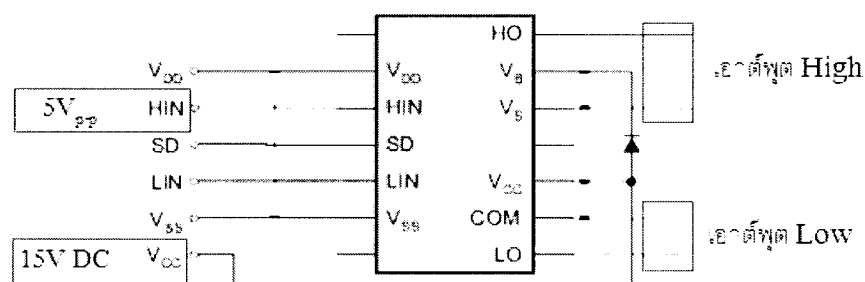 HO
V_DD V_DD V_B เอาต์พุต High
5V_PP HIN HIN V_S
SD SD
LIN LIN V_CC
V_SS V_SS COM เอาต์พุต Low
15V DC V_CC LO